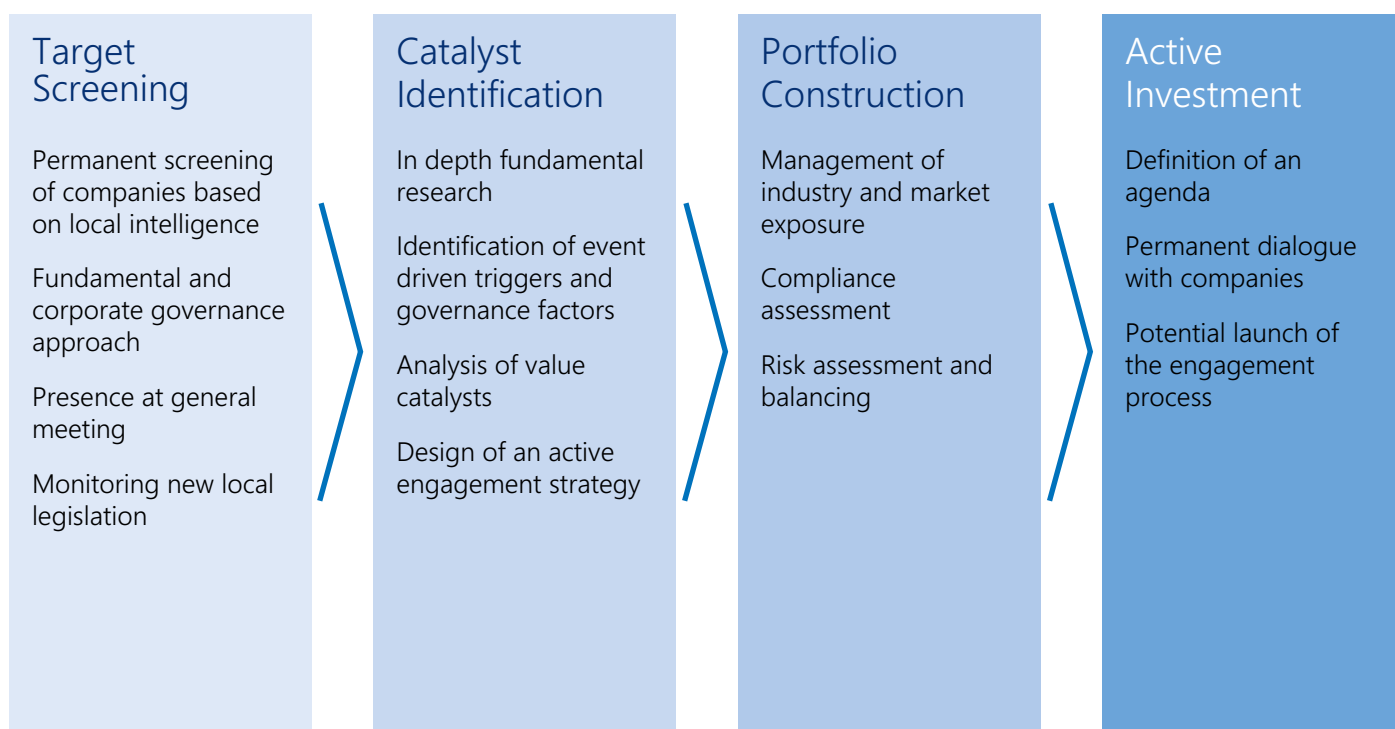 Target
Screening
Permanent screening
of companies based
on local intelligence
Fundamental and
corporate governance
approach
Presence at general
meeting
Monitoring new local
legislation
Catalyst
Identification
In depth fundamental
research
Identification of event
driven triggers and
governance factors
Analysis of value
catalysts
Design of an active
engagement strategy
Portfolio
Construction
Management of
industry and market
exposure
Compliance
assessment
Risk assessment and
balancing
Active
Investment
Definition of an
agenda
Permanent dialogue
with companies
Potential launch of
the engagement
process